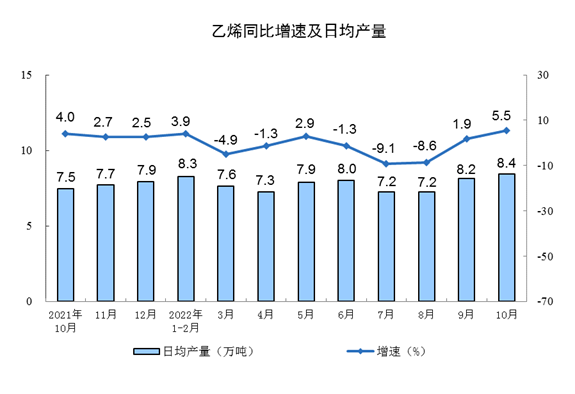 乙烯同比增速及日均产量
15
10
5
0
30
10
-10
-30
-50
-70
4.0
2.7
2.5
3.9
-4.9
-1.3
2.9
-1.3
-9.1
-8.6
1.9
5.5
7.5
7.7
7.9
8.3
7.6
7.3
7.9
8.0
7.2
7.2
8.2
8.4
2021年
10月
11月
12月
2022年
1-2月
3月
4月
5月
6月
7月
8月
9月
10月
日均产量（万吨）
增速（%）